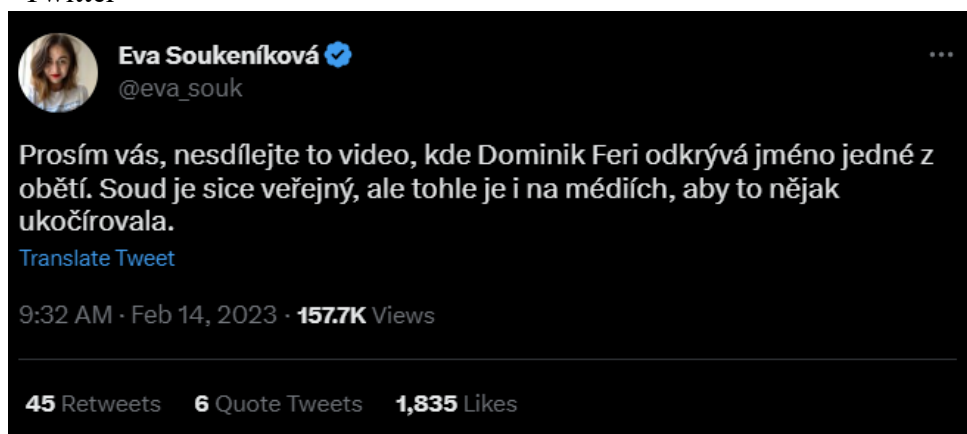 Eva Soukeníková
@eva_souk
Prosím vás, nesdílejte to video, kde Dominik Feri odkrývá jméno jedné z
obětí. Soud je sice veřejný, ale tohle je i na médiích, aby to nějak
ukočírovala.
Translate Tweet
9:32 AM · Feb 14, 2023 · 157.7K Views
45 Retweets 6 Quote Tweets 1,835 Likes